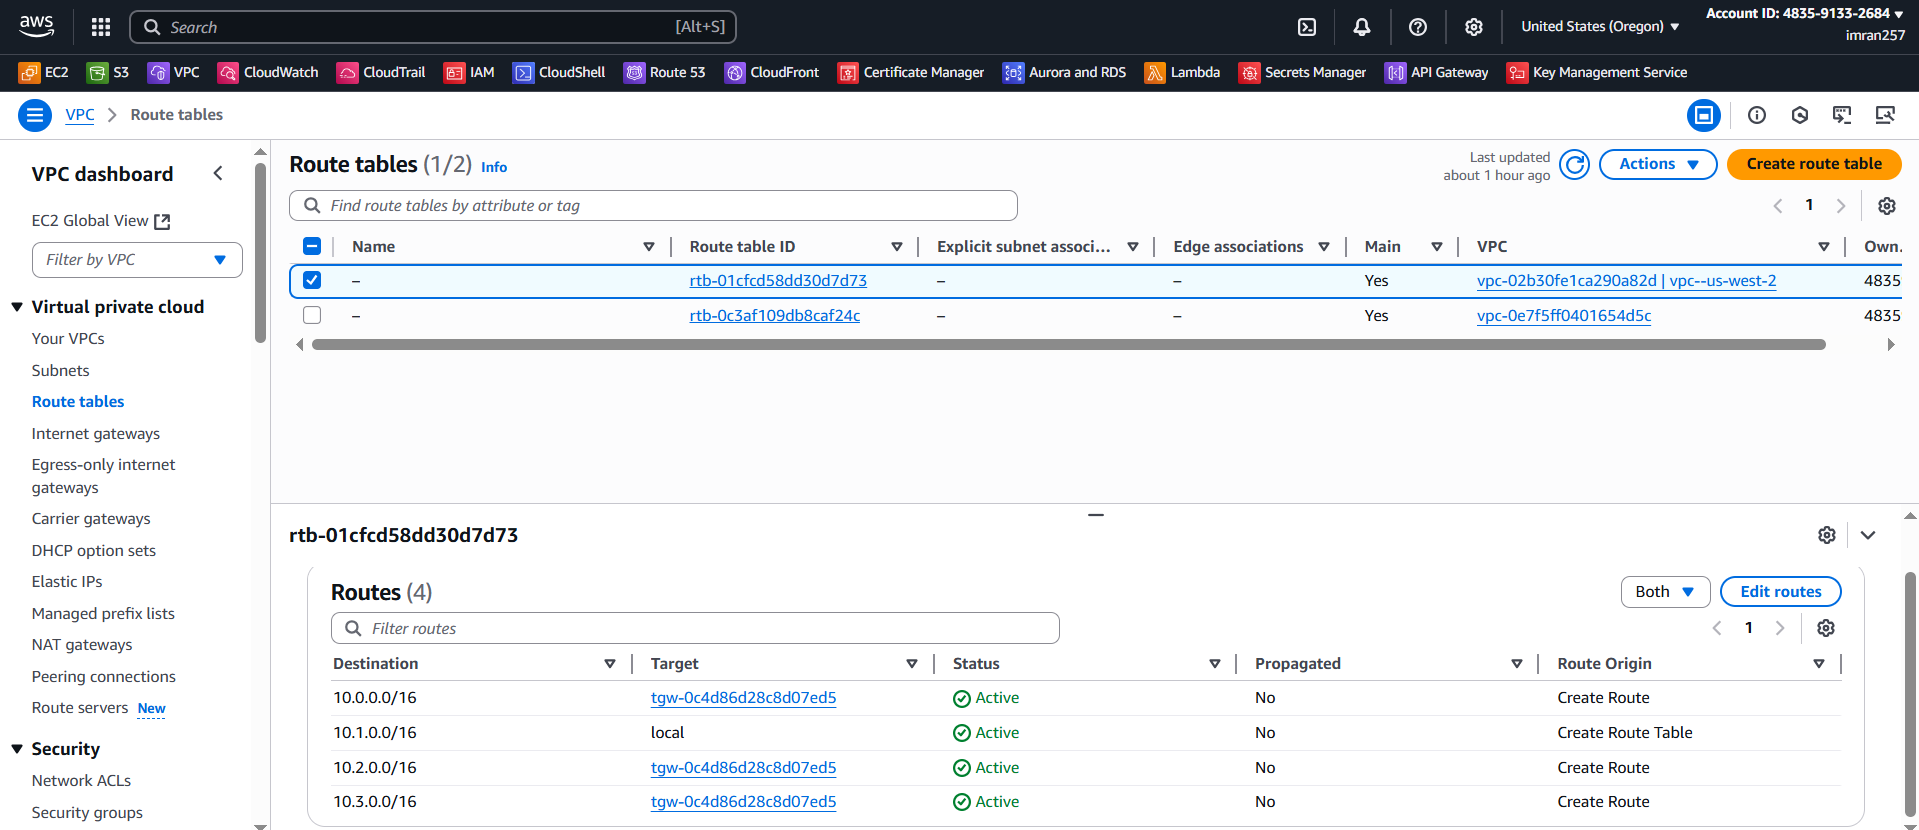 aws
Search [Alt+S]
United States (Oregon)
Account ID: 4835-9133-2684
imran257
EC2 S3 VPC CloudWatch CloudTrail IAM CloudShell Route 53 CloudFront Certificate Manager Aurora and RDS Lambda Secrets Manager API Gateway Key Management Service
VPC Route tables
VPC dashboard
EC2 Global View
Filter by VPC
Virtual private cloud
Your VPCs
Subnets
Route tables
Internet gateways
Egress-only internet
gateways
Carrier gateways
DHCP option sets
Elastic IPs
Managed prefix lists
NAT gateways
Peering connections
Route servers New
Security
Network ACLs
Security groups
Route tables (1/2) Info
Last updated
about 1 hour ago
Actions
Create route table
Find route tables by attribute or tag
1
Name Route table ID Explicit subnet associ... Edge associations Main VPC Own.
– rtb-01cfcd58dd30d7d73 – – Yes vpc-02b30fe1ca290a82d | vpc--us-west-2 4835
– rtb-0c3af109db8caf24c – – Yes vpc-0e7f5ff0401654d5c 4835
rtb-01cfcd58dd30d7d73
Routes (4)
Both
Edit routes
Filter routes
1
Destination Target Status Propagated Route Origin
10.0.0.0/16 tgw-0c4d86d28c8d07ed5 Active No Create Route
10.1.0.0/16 local Active No Create Route Table
10.2.0.0/16 tgw-0c4d86d28c8d07ed5 Active No Create Route
10.3.0.0/16 tgw-0c4d86d28c8d07ed5 Active No Create Route